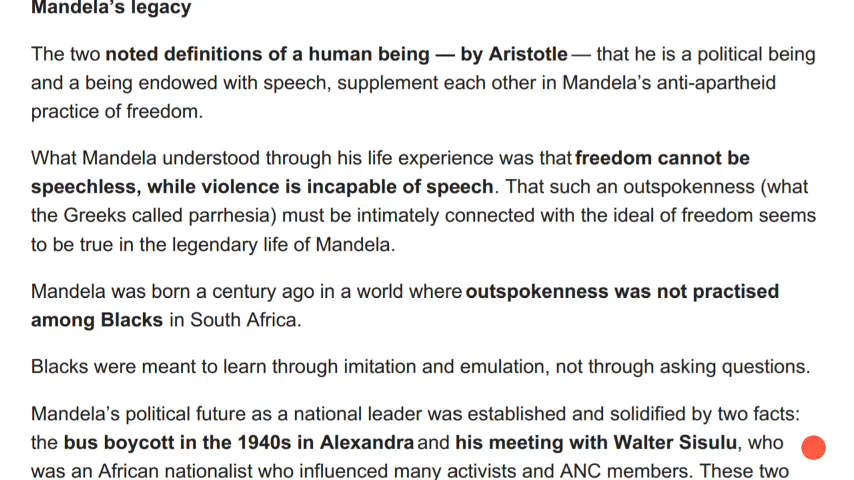 Mandela’s legacy
The two noted definitions of a human being — by Aristotle — that he is a political being
and a being endowed with speech, supplement each other in Mandela’s anti-apartheid
practice of freedom.
What Mandela understood through his life experience was that freedom cannot be
speechless, while violence is incapable of speech. That such an outspokenness (what
the Greeks called parrhesia) must be intimately connected with the ideal of freedom seems
to be true in the legendary life of Mandela.
Mandela was born a century ago in a world where outspokenness was not practised
among Blacks in South Africa.
Blacks were meant to learn through imitation and emulation, not through asking questions.
Mandela’s political future as a national leader was established and solidified by two facts:
the bus boycott in the 1940s in Alexandra and his meeting with Walter Sisulu, who
was an African nationalist who influenced many activists and ANC members. These two